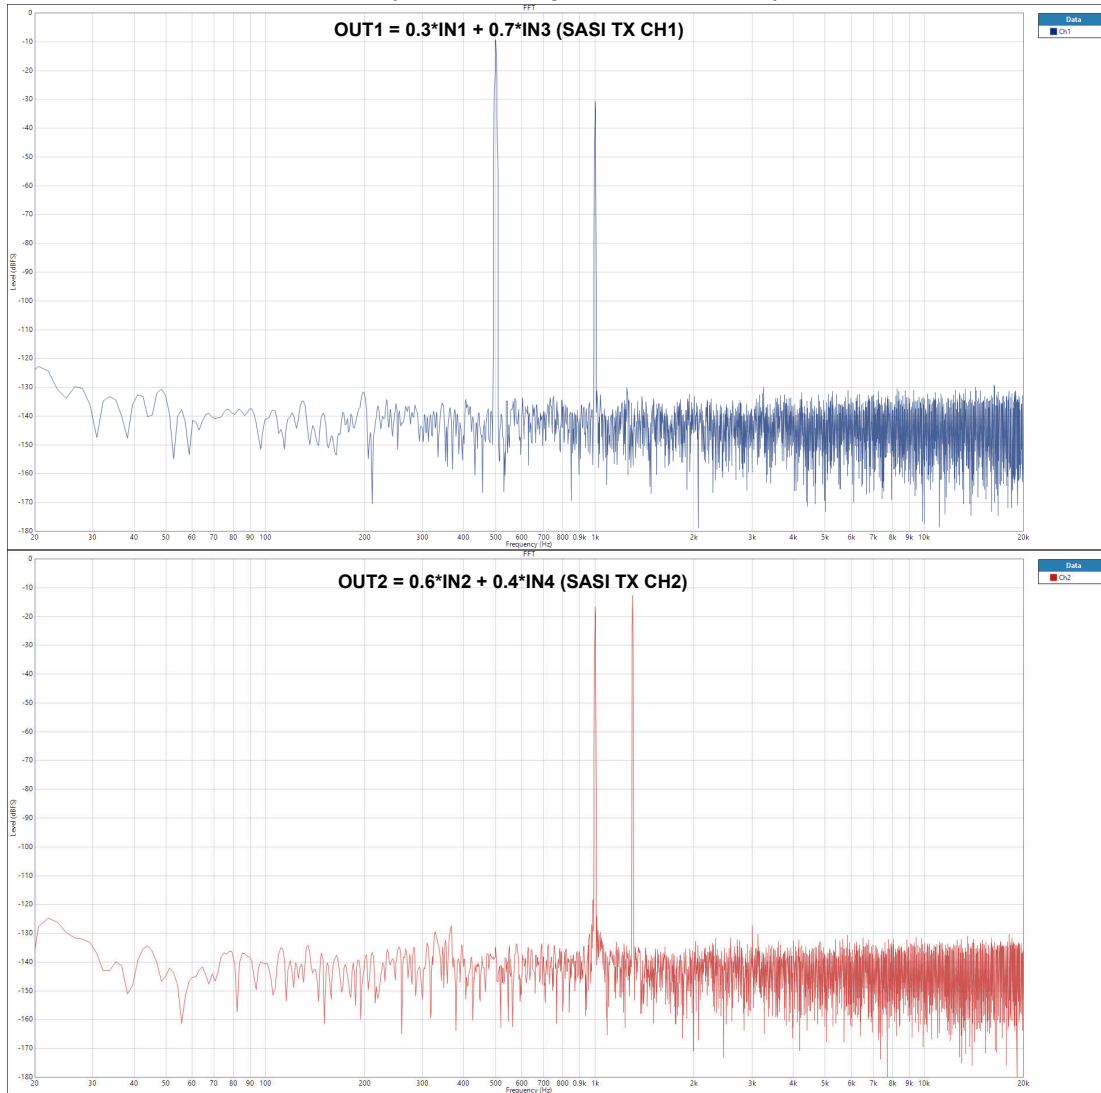 FFT
OUT1 = 0.3*IN1 + 0.7*IN3 (SASI TX CH1)
Data
Ch1
Level (dBFS)
0
-10
-20
-30
-40
-50
-60
-70
-80
-90
-100
-110
-120
-130
-140
-150
-160
-170
-180
20 30 40 50 60 70 80 90 100 200 300 400 500 600 700 800 0.9k 1k 2k 3k 4k 5k 6k 7k 8k 9k 10k 20k
Frequency (Hz)
FFT
OUT2 = 0.6*IN2 + 0.4*IN4 (SASI TX CH2)
Data
Ch2
Level (dBFS)
0
-10
-20
-30
-40
-50
-60
-70
-80
-90
-100
-110
-120
-130
-140
-150
-160
-170
-180
20 30 40 50 60 70 80 90 100 200 300 400 500 600 700 800 0.9k 1k 2k 3k 4k 5k 6k 7k 8k 9k 10k 20k
Frequency (Hz)